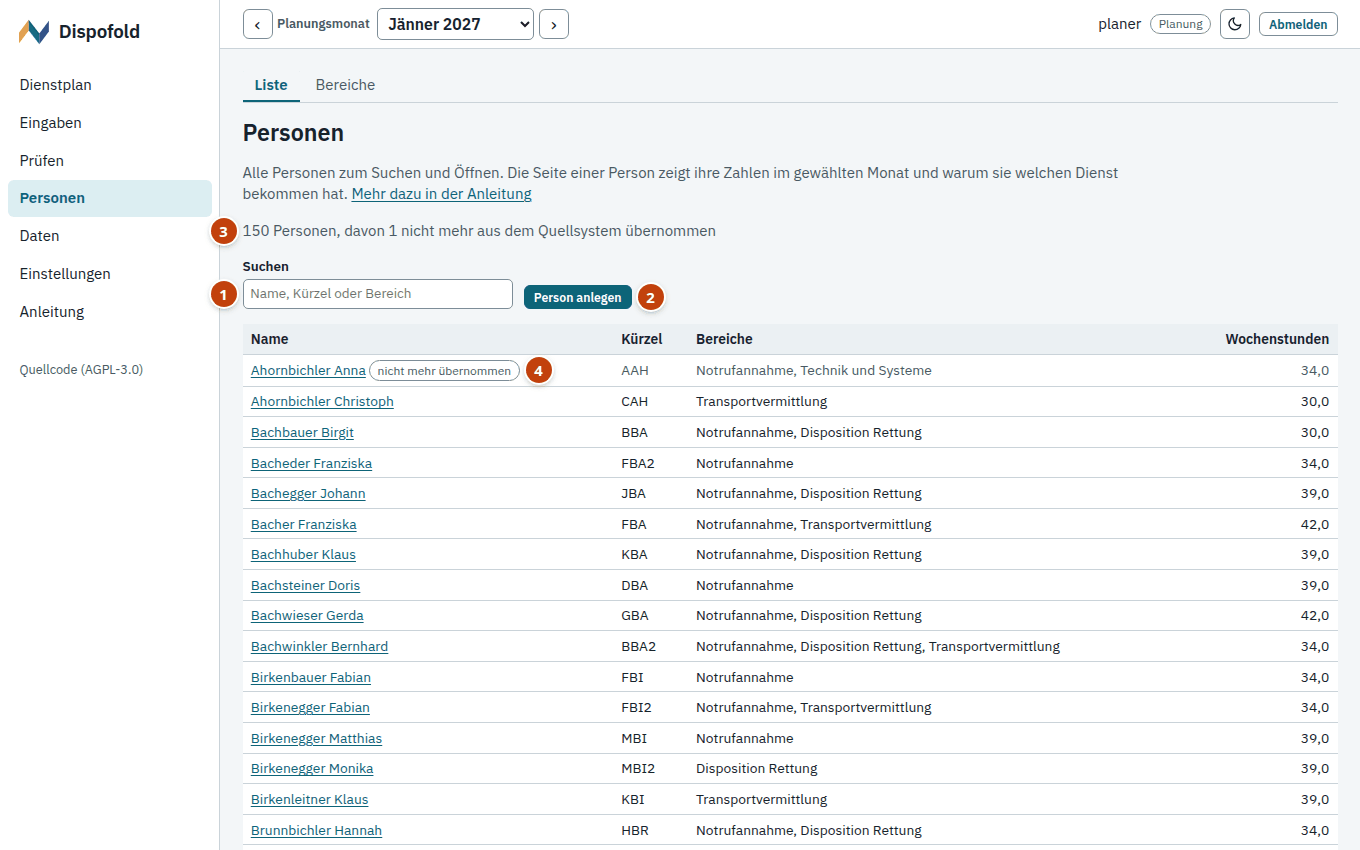 Dispofold
Dienstplan
Eingaben
Prüfen
Personen
Daten
Einstellungen
Anleitung
Quellcode (AGPL-3.0)
‹ Planungsmonat Jänner 2027 ›
planer Planung Abmelden
Liste Bereiche
Personen
Alle Personen zum Suchen und Öffnen. Die Seite einer Person zeigt ihre Zahlen im gewählten Monat und warum sie welchen Dienst
bekommen hat. Mehr dazu in der Anleitung
3 150 Personen, davon 1 nicht mehr aus dem Quellsystem übernommen
Suchen
1 Name, Kürzel oder Bereich Person anlegen 2
Name Kürzel Bereiche Wochenstunden
Ahornbichler Anna nicht mehr übernommen 4 AAH Notrufannahme, Technik und Systeme 34,0
Ahornbichler Christoph CAH Transportvermittlung 30,0
Bachbauer Birgit BBA Notrufannahme, Disposition Rettung 30,0
Bacheder Franziska FBA2 Notrufannahme 34,0
Bachegger Johann JBA Notrufannahme, Disposition Rettung 39,0
Bacher Franziska FBA Notrufannahme, Transportvermittlung 42,0
Bachhuber Klaus KBA Notrufannahme, Disposition Rettung 39,0
Bachsteiner Doris DBA Notrufannahme 39,0
Bachwieser Gerda GBA Notrufannahme, Disposition Rettung 42,0
Bachwinkler Bernhard BBA2 Notrufannahme, Disposition Rettung, Transportvermittlung 34,0
Birkenbauer Fabian FBI Notrufannahme 34,0
Birkenegger Fabian FBI2 Notrufannahme, Transportvermittlung 34,0
Birkenegger Matthias MBI Notrufannahme 39,0
Birkenegger Monika MBI2 Disposition Rettung 39,0
Birkenleitner Klaus KBI Transportvermittlung 39,0
Brunnbichler Hannah HBR Notrufannahme, Disposition Rettung 34,0